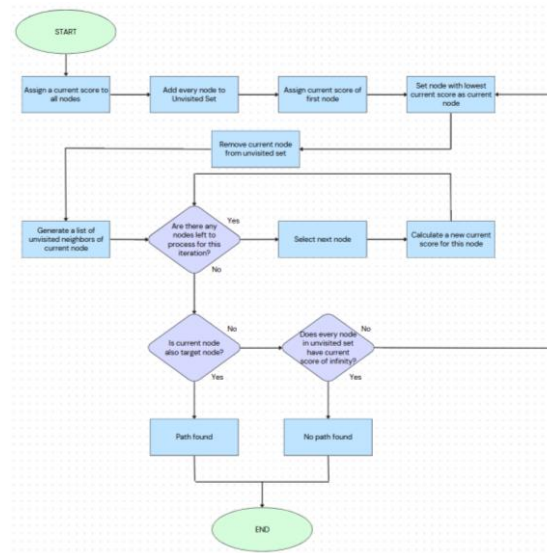 START
Assign a current score to
all nodes
Add every node to
Unvisited Set
Assign current score of
first node
Set node with lowest
current score as current
node
Remove current node
from unvisited set
Generate a list of
unvisited neighbors of
current node
Are there any
nodes left to
process for this
iteration?
Yes
Select next node
Calculate a new current
score for this node
No
Is current node
also target node?
No
Does every node
in unvisited set
have current
score of infinity?
No
Yes
Yes
Path found
No path found
END